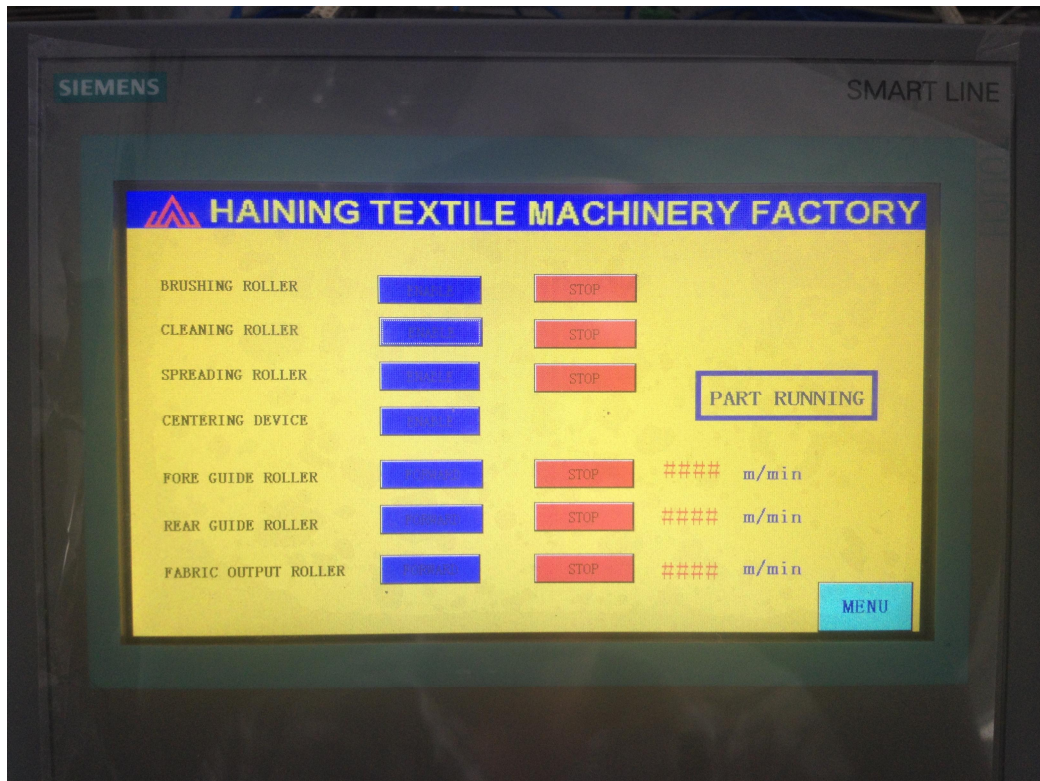 SIEMENS
SMART LINE
HAINING TEXTILE MACHINERY FACTORY
BRUSHING ROLLER STOP
CLEANING ROLLER STOP
SPREADING ROLLER STOP
PART RUNNING
CENTERING DEVICE
FORE GUIDE ROLLER STOP #### m/min
REAR GUIDE ROLLER STOP #### m/min
FABRIC OUTPUT ROLLER STOP #### m/min
MENU